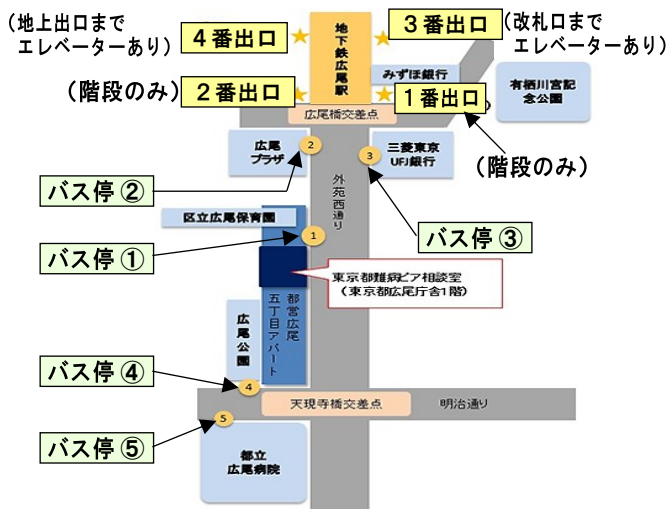 （地上出口まで
エレベーターあり）
４番出口
地下鉄広尾駅
３番出口
（改札口まで
エレベーターあり）
みずほ銀行
有栖川宮記
念公園
（階段のみ）
２番出口
１番出口
広尾橋交差点
（階段のみ）
広尾
プラザ
2
3
三菱東京
UFJ銀行
外苑西通り
バス停②
バス停③
区立広尾保育園
1
バス停①
東京都難病ピア相談室
（東京都広尾庁舎1階）
都営広尾
五丁目アパート
広尾公園
バス停④
4
天現寺橋交差点
明治通り
バス停⑤
5
都立
広尾病院